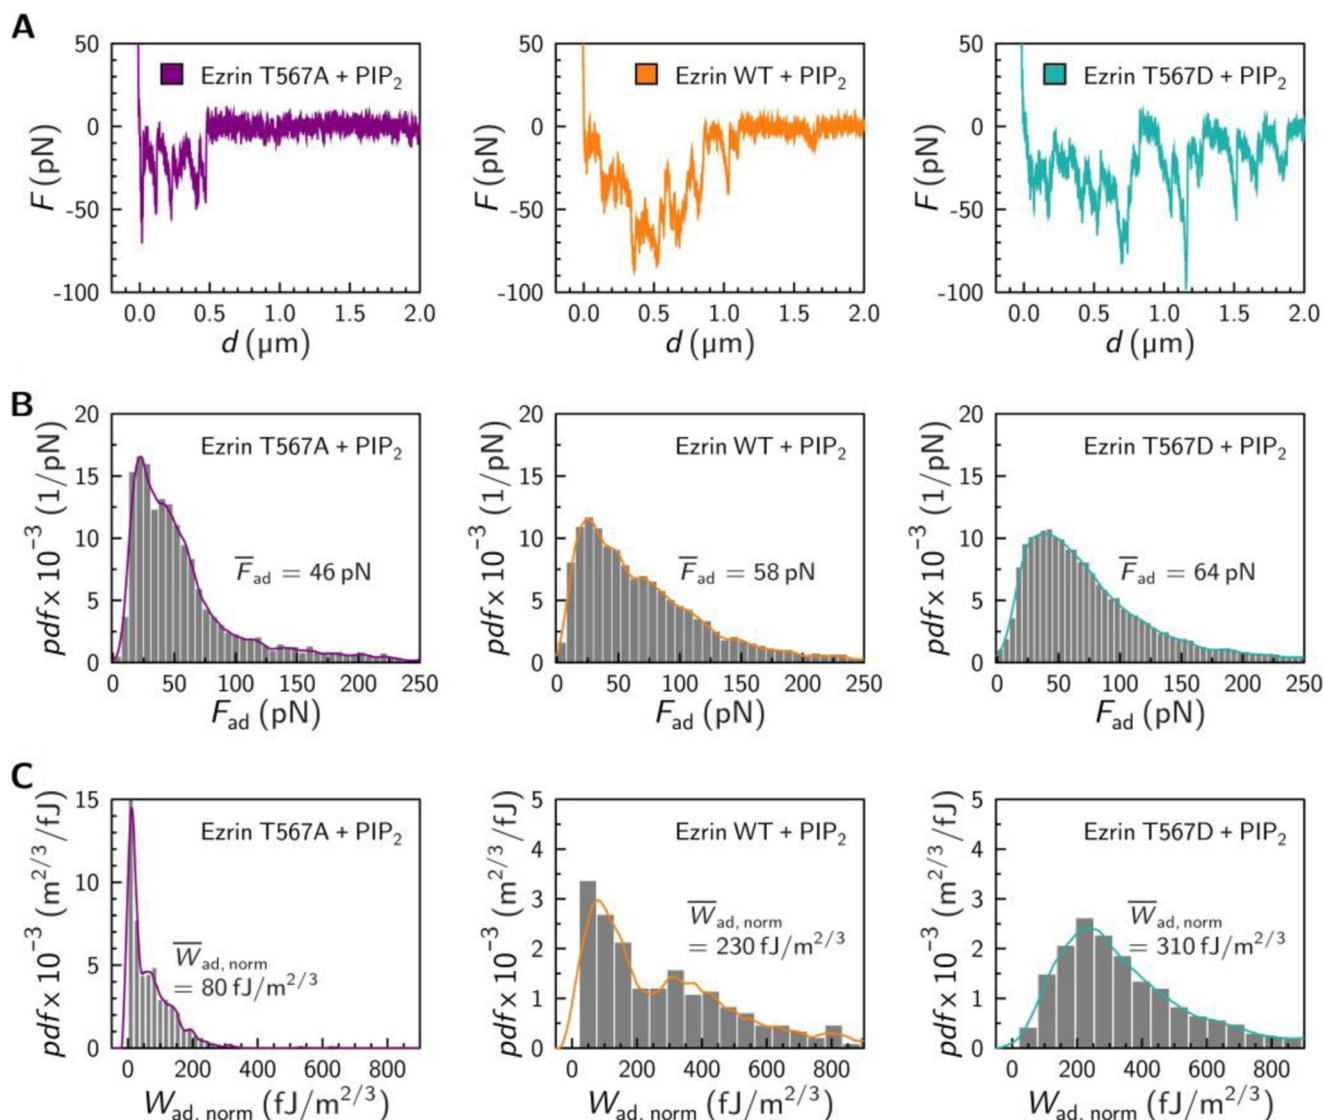 A
50
0
-50
-100
F (pN)
Ezrin T567A + PIP₂
0.0 0.5 1.0 1.5 2.0
d (µm)
50
0
-50
-100
F (pN)
Ezrin WT + PIP₂
0.0 0.5 1.0 1.5 2.0
d (µm)
50
0
-50
-100
F (pN)
Ezrin T567D + PIP₂
0.0 0.5 1.0 1.5 2.0
d (µm)
B
20
15
10
5
0
pdf x 10⁻³ (1/pN)
Ezrin T567A + PIP₂
F̅ad = 46 pN
0 50 100 150 200 250
Fad (pN)
20
15
10
5
0
pdf x 10⁻³ (1/pN)
Ezrin WT + PIP₂
F̅ad = 58 pN
0 50 100 150 200 250
Fad (pN)
20
15
10
5
0
pdf x 10⁻³ (1/pN)
Ezrin T567D + PIP₂
F̅ad = 64 pN
0 50 100 150 200 250
Fad (pN)
C
15
10
5
0
pdf x 10⁻³ (m²/³/fJ)
Ezrin T567A + PIP₂
W̅ad, norm
= 80 fJ/m²/³
0 200 400 600 800
Wad, norm (fJ/m²/³)
5
4
3
2
1
0
pdf x 10⁻³ (m²/³/fJ)
Ezrin WT + PIP₂
W̅ad, norm
= 230 fJ/m²/³
0 200 400 600 800
Wad, norm (fJ/m²/³)
5
4
3
2
1
0
pdf x 10⁻³ (m²/³/fJ)
Ezrin T567D + PIP₂
W̅ad, norm
= 310 fJ/m²/³
0 200 400 600 800
Wad, norm (fJ/m²/³)